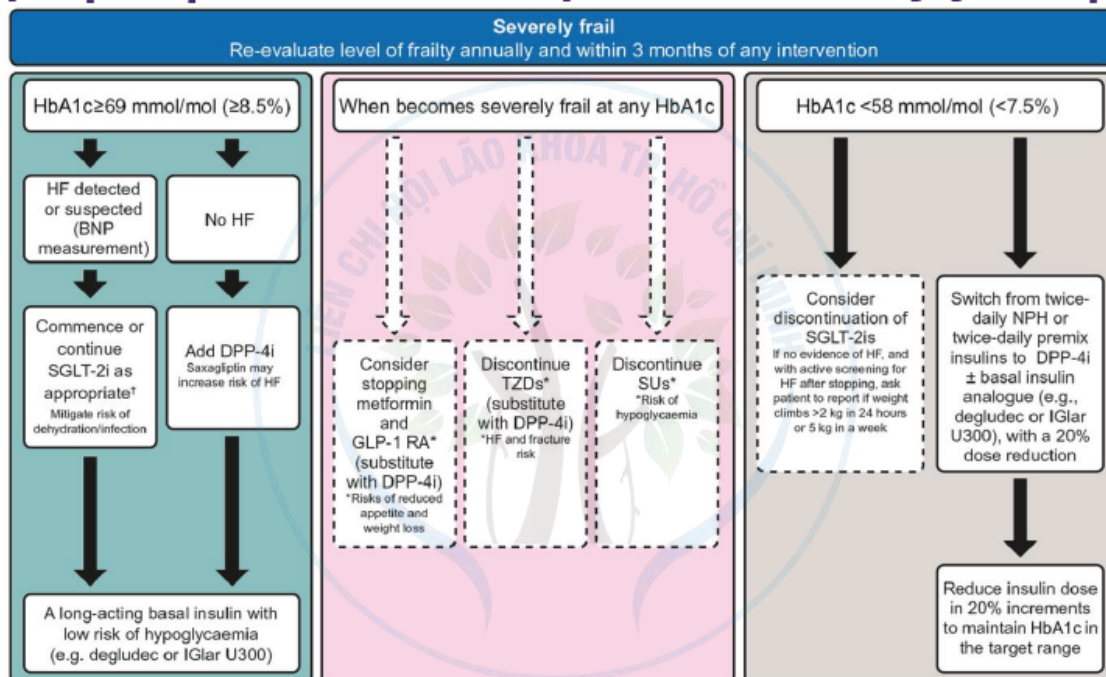 Severely frail
Re-evaluate level of frailty annually and within 3 months of any intervention
HbA1c≥69 mmol/mol (≥8.5%)
HF detected
or suspected
(BNP
measurement)
No HF
Commence or
continue
SGLT-2i as
appropriate†
Mitigate risk of
dehydration/infection
Add DPP-4i
Saxagliptin may
increase risk of HF
A long-acting basal insulin with
low risk of hypoglycaemia
(e.g. degludec or IGlar U300)
When becomes severely frail at any HbA1c
Consider
stopping
metformin
and
GLP-1 RA*
(substitute
with DPP-4i)
*Risks of reduced
appetite and
weight loss
Discontinue
TZDs*
(substitute
with DPP-4i)
*HF and fracture
risk
Discontinue
SUs*
*Risk of
hypoglycaemia
HbA1c <58 mmol/mol (<7.5%)
Consider
discontinuation of
SGLT-2is
If no evidence of HF, and
with active screening for
HF after stopping, ask
patient to report if weight
climbs >2 kg in 24 hours
or 5 kg in a week
Switch from twice-
daily NPH or
twice-daily premix
insulins to DPP-4i
± basal insulin
analogue (e.g.,
degludec or IGlar
U300), with a 20%
dose reduction
Reduce insulin dose
in 20% increments
to maintain HbA1c in
the target range
LIÊN CHI HỘI LÃO KHOA TP. HỒ CHÍ MINH